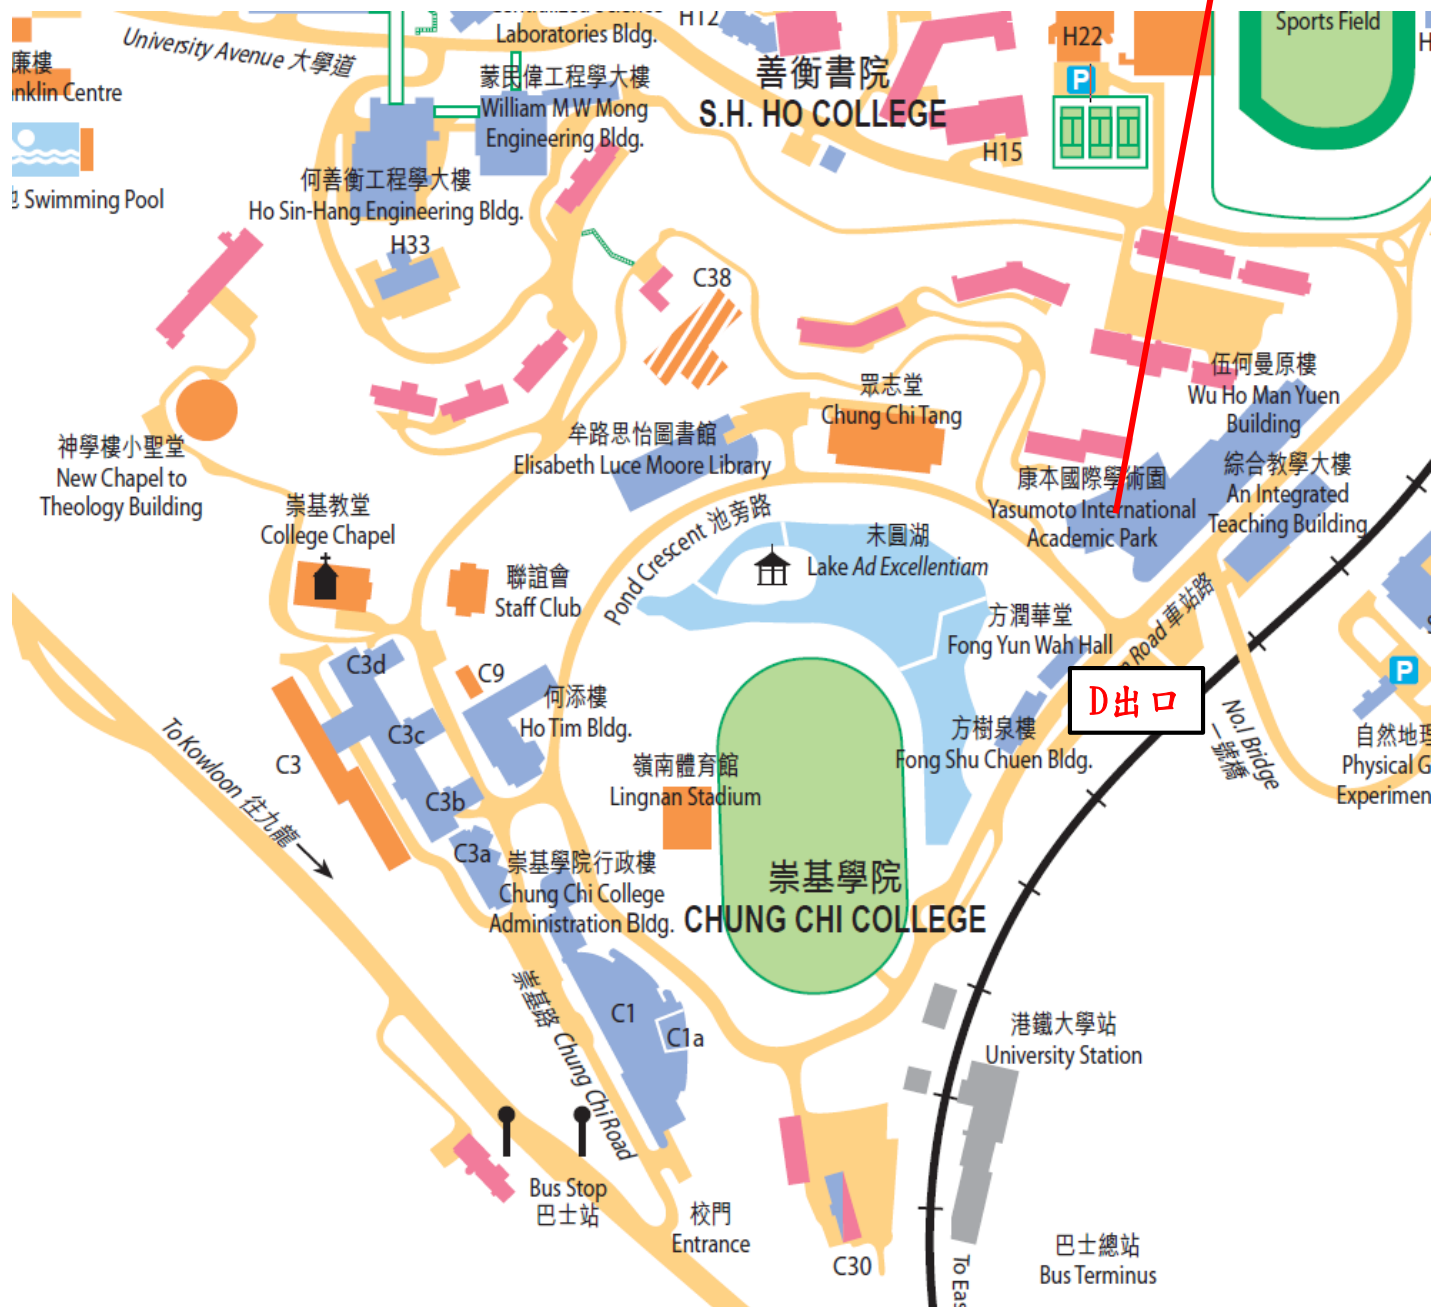 Laboratories Bldg.
H12
Sports Field
H22
P
University Avenue 大學道
Centre
蒙民偉工程學大樓
William M W Mong
Engineering Bldg.
善衡書院
S.H. HO COLLEGE
H15
Swimming Pool
何善衡工程學大樓
Ho Sin-Hang Engineering Bldg.
H33
C38
伍何曼原樓
Wu Ho Man Yuen
Building
眾志堂
Chung Chi Tang
牟路思怡圖書館
Elisabeth Luce Moore Library
神學樓小聖堂
New Chapel to
Theology Building
崇基教堂
College Chapel
康本國際學術園
Yasumoto International
Academic Park
綜合教學大樓
An Integrated
Teaching Building
Pond Crescent 池旁路
未圓湖
Lake Ad Excellentiam
聯誼會
Staff Club
方潤華堂
Fong Yun Wah Hall
Road 車站路
D出口
P
C3d
C9
C3c
C3
C3b
C3a
何添樓
Ho Tim Bldg.
方樹泉樓
Fong Shu Chuen Bldg.
No.1 Bridge
一號橋
自然地理
Physical G
To Kowloon 往九龍
嶺南體育館
Lingnan Stadium
崇基學院行政樓
Chung Chi College
Administration Bldg.
崇基學院
CHUNG CHI COLLEGE
崇基路 Chung Chi Road
C1
C1a
港鐵大學站
University Station
Bus Stop
巴士站
校門
Entrance
C30
巴士總站
Bus Terminus
To